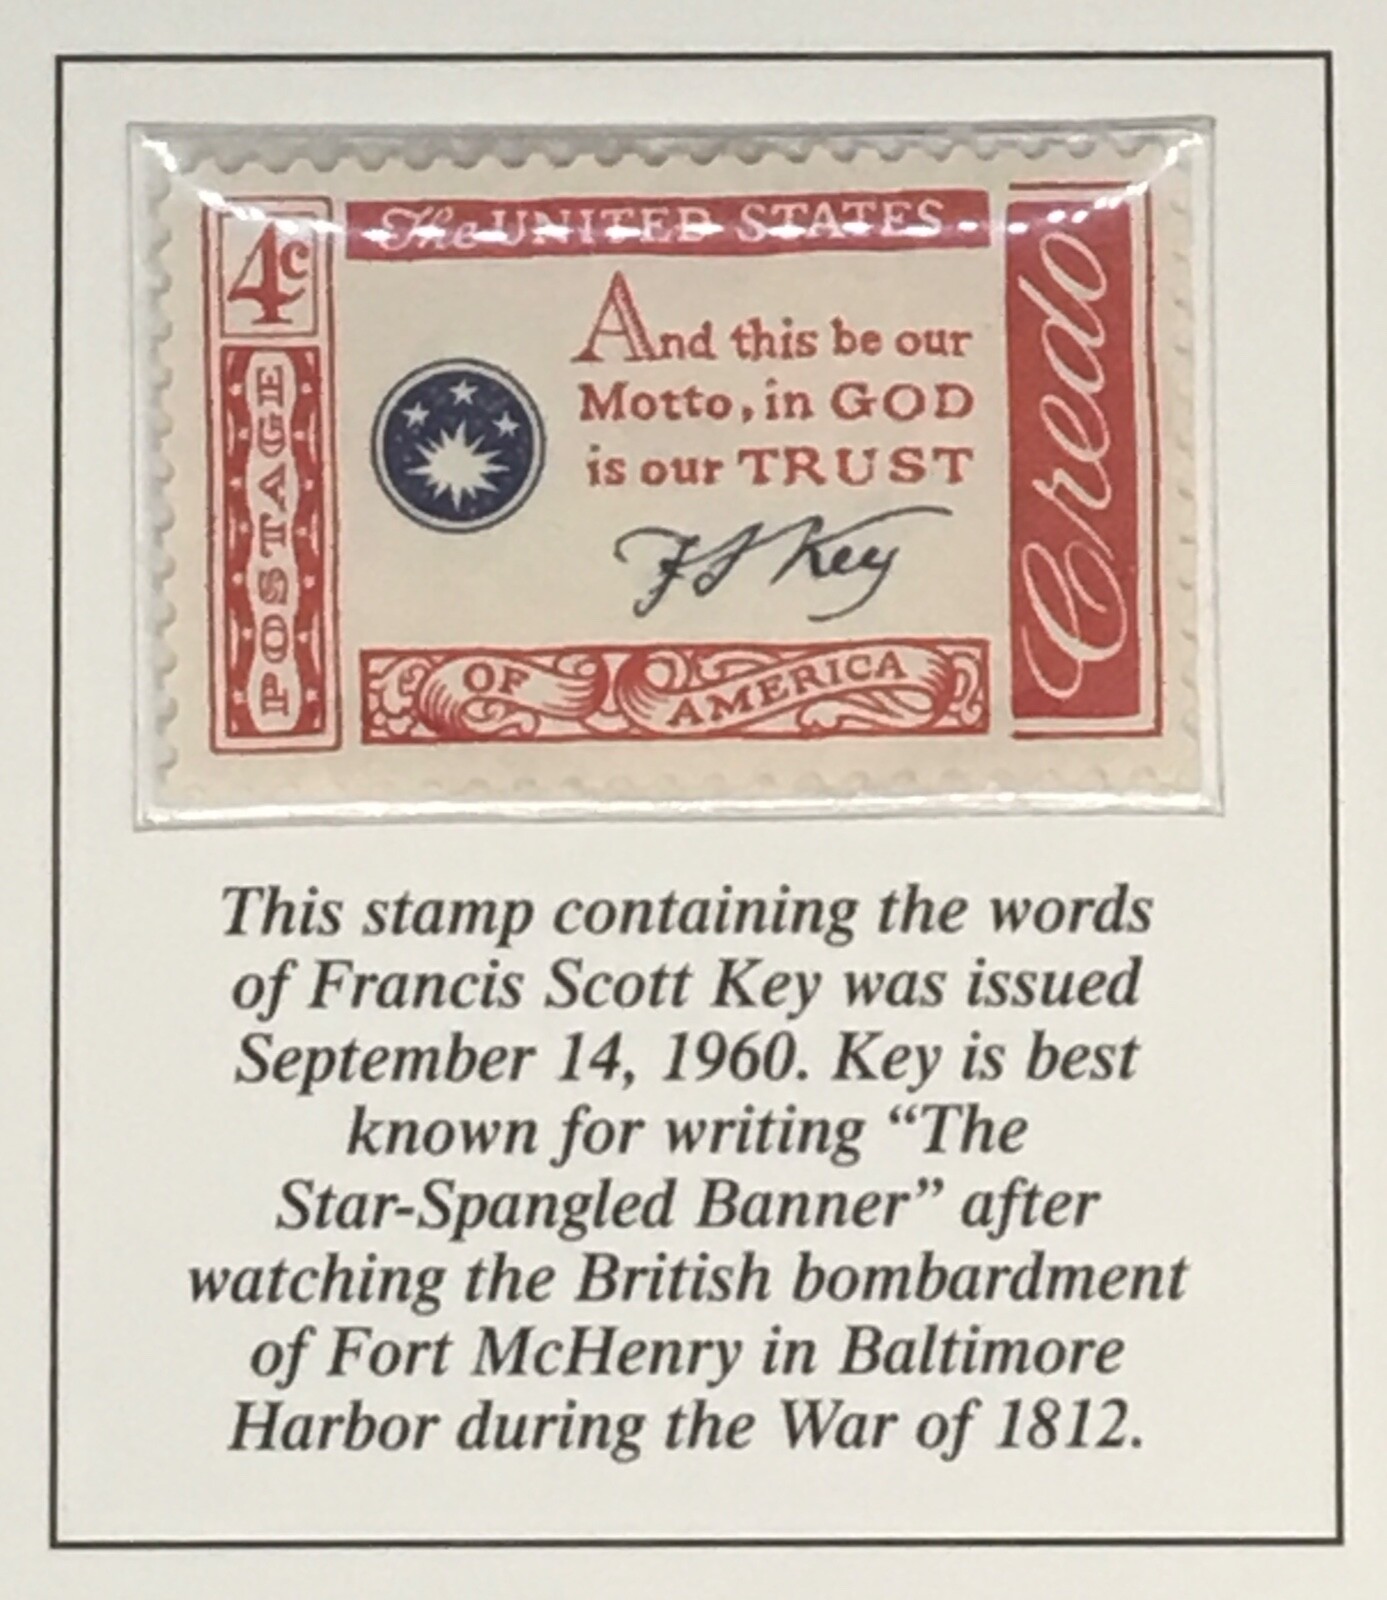 4c
The UNITED STATES
POSTAGE
And this be our
Motto, in GOD
is our TRUST
F S Key
OF AMERICA
Credo
This stamp containing the words
of Francis Scott Key was issued
September 14, 1960. Key is best
known for writing “The
Star-Spangled Banner” after
watching the British bombardment
of Fort McHenry in Baltimore
Harbor during the War of 1812.